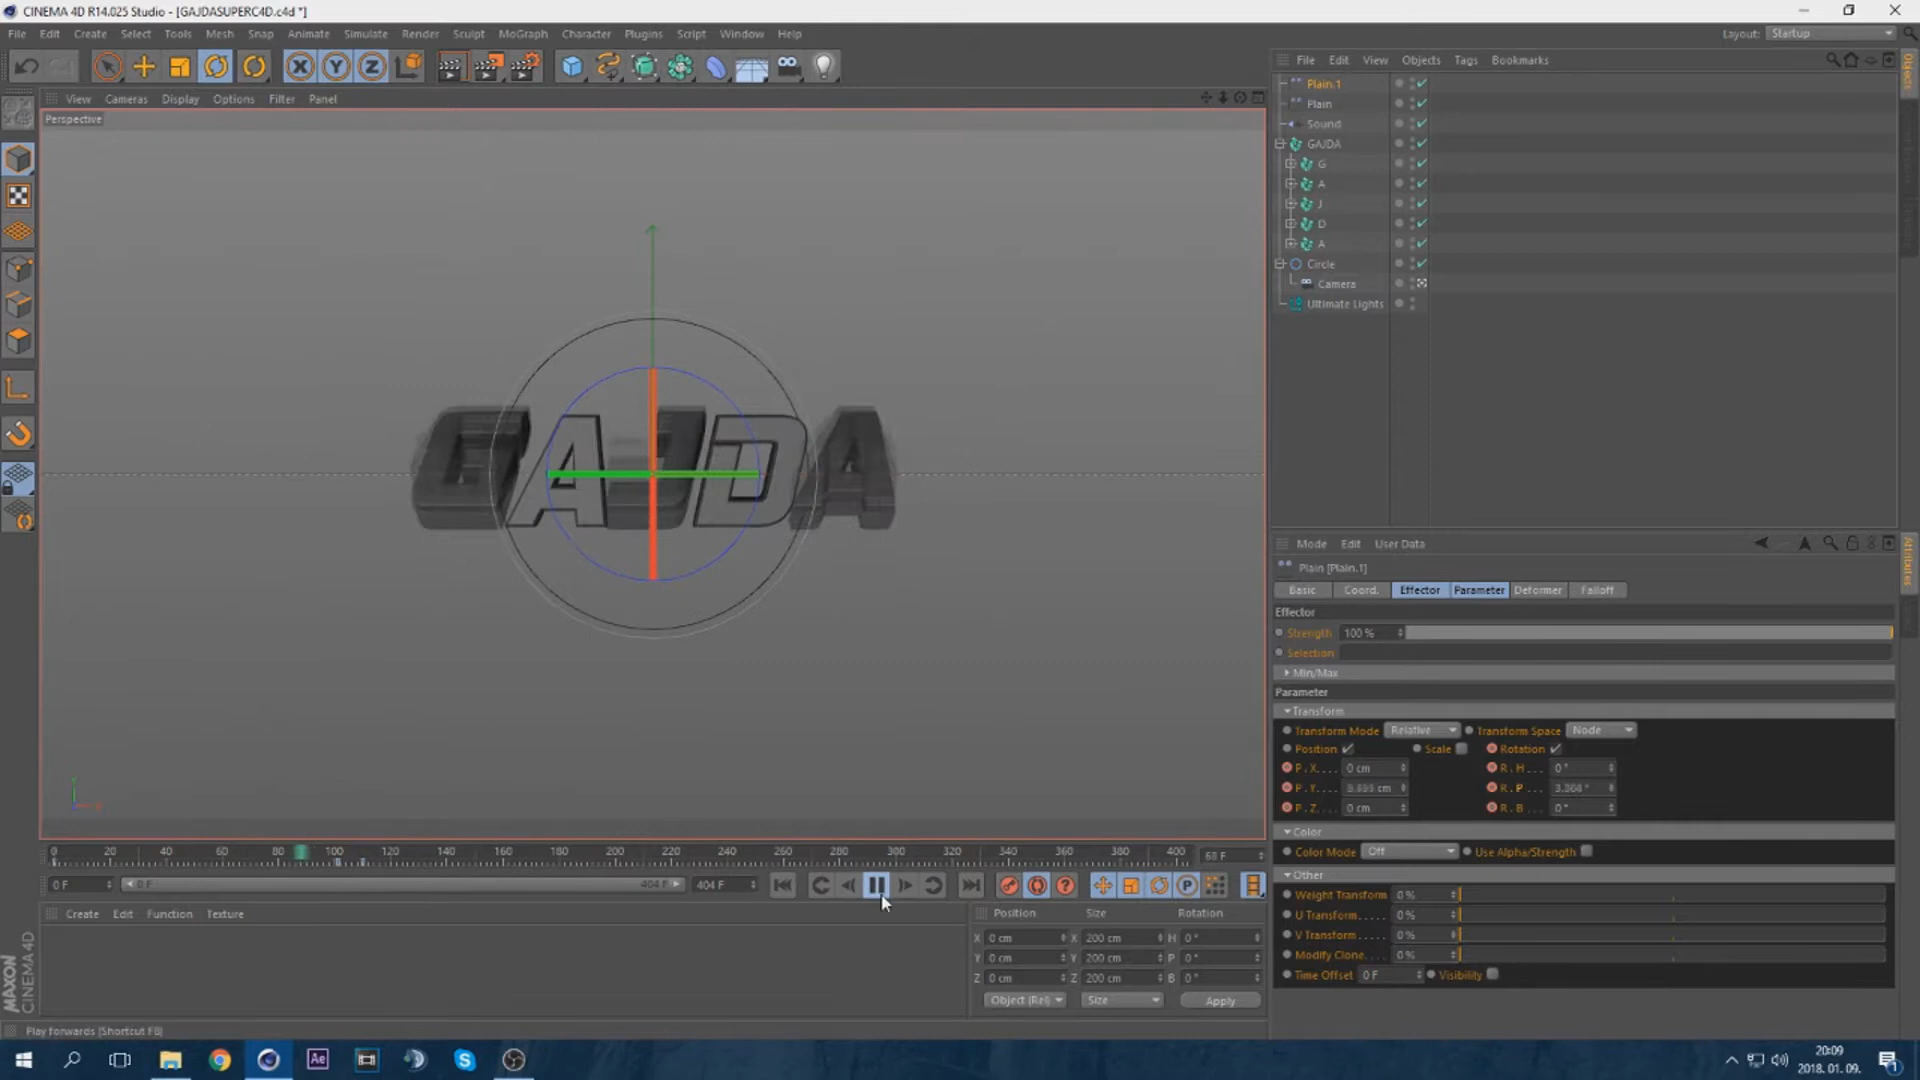 CINEMA 4D R14.025 Studio - [GAJDASUPERC4D.c4d *]
File Edit Create Select Tools Mesh Snap Animate Simulate Render Sculpt MoGraph Character Plugins Script Window Help
Layout: Startup
View Cameras Display Options Filter Panel
Perspective
GAJDA
File Edit View Objects Tags Bookmarks
Plain.1
Plain
Sound
GAJDA
G
A
J
D
A
Circle
Camera
Ultimate Lights
Objects
Mode Edit User Data
Attributes
Plain [Plain.1]
Basic Coord. Effector Parameter Deformer Falloff
Effector
Strength 100 %
Selection
Min/Max
Parameter
Transform
Transform Mode Relative Transform Space Node
Position Scale Rotation
P . X 0 cm R . H 0 °
P . Y cm R . P °
P . Z 0 cm R . B 0 °
Color
Color Mode Off Use Alpha/Strength
Other
Weight Transform 0 %
U Transform 0 %
V Transform 0 %
Modify Clone 0 %
Time Offset 0 F Visibility
0 20 40 60 80 100 120 140 160 180 200 220 240 260 280 300 320 340 360 380 400 68 F
0 F 0 F 404 F 404 F
Create Edit Function Texture
Position Size Rotation
X 0 cm X 200 cm H 0 °
Y 0 cm Y 200 cm P 0 °
Z 0 cm Z 200 cm B 0 °
Object (Rel) Size Apply
MAXON CINEMA 4D
Play forwards [Shortcut F8]
20:09
2018. 01. 09.